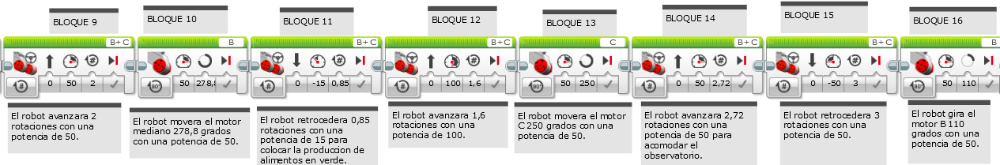 BLOQUE 9
BLOQUE 10
BLOQUE 11
BLOQUE 12
BLOQUE 13
BLOQUE 14
BLOQUE 15
BLOQUE 16
B+C
0 50 2
B
90°
50 278,8
B+C
0 -15 0,85
B+C
0 100 1,6
C
90°
50 250
B+C
0 50 2,72
B+C
0 -50 3
B
90°
50 110
El robot avanzara 2
rotaciones con una
potencia de 50.
El robot movera el motor
mediano 278,8 grados
con una potencia de 50.
El robot retrocedera 0,85
rotaciones con una
potencia de 15 para
colocar la produccion de
alimentos en verde.
El robot avanzara 1,6
rotaciones con una
potencia de 100.
El robot movera el motor
C 250 grados con una
potencia de 50.
El robot avanzara 2,72
rotaciones con una
potencia de 50 para
acomodar el
observatorio.
El robot retrocedera 3
rotaciones con una
potencia de 50.
El robot gira el
motor B 110
grados con una
potencia de 50.